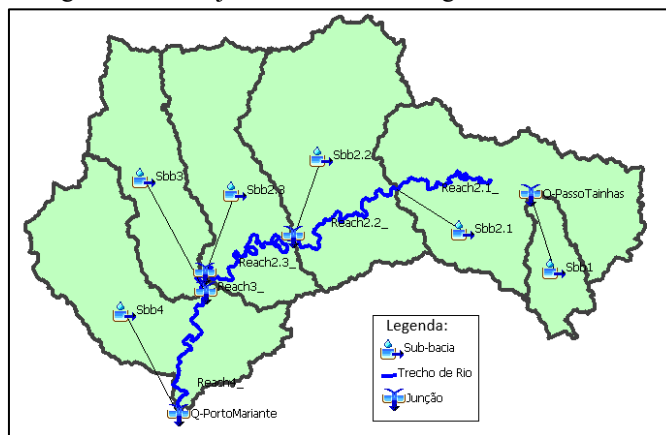 Sbb2.2
Sbb3
Sbb2.3
Reach2.1_
Q-PassoTainhas
Reach2.2_
Sbb2.1
Reach2.3_
Sbb1
Reach3_
Sbb4
Legenda:
Sub-bacia
Trecho de Rio
Junção
Reach4_
Q-PortoMariante